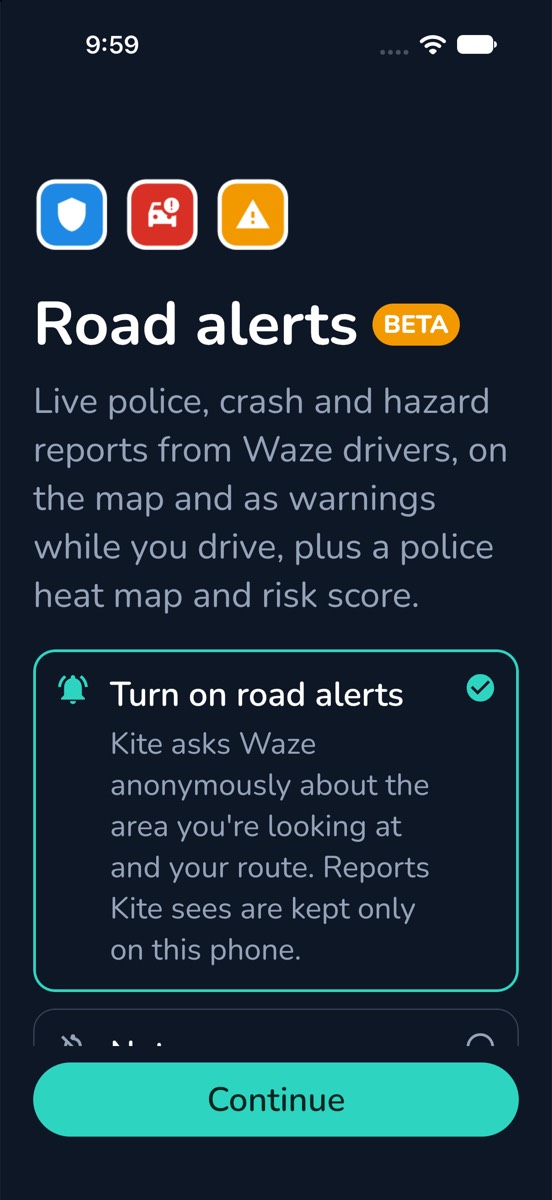 9:59
Road alerts BETA
Live police, crash and hazard
reports from Waze drivers, on
the map and as warnings
while you drive, plus a police
heat map and risk score.
Turn on road alerts
Kite asks Waze
anonymously about the
area you're looking at
and your route. Reports
Kite sees are kept only
on this phone.
Continue